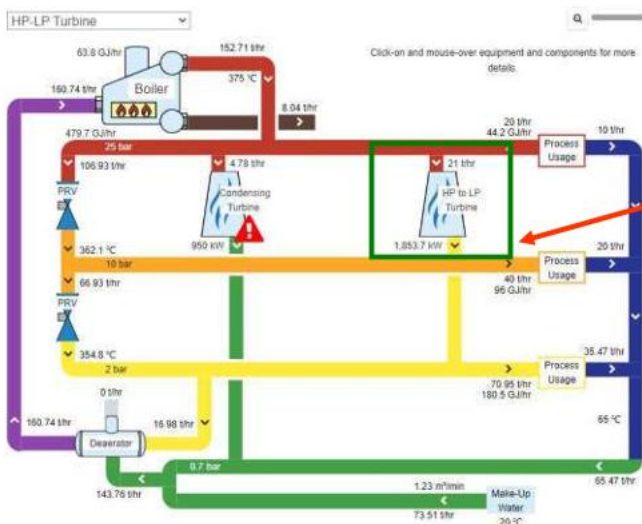 HP-LP Turbine
Click-on and mouse-over equipment and components for more
details.
63.8 GJ/hr
152.71 t/hr
375 °C
160.74 t/hr
Boiler
8.04 t/hr
479.7 GJ/hr
25 bar
20 t/hr
44.2 GJ/hr
Process
Usage
10 t/hr
106.93 t/hr
4.78 t/hr
21 t/hr
PRV
Condensing
Turbine
HP to LP
Turbine
950 kW
1,853.7 kW
362.1 °C
10 bar
66.93 t/hr
40 t/hr
96 GJ/hr
Process
Usage
20 t/hr
PRV
354.8 °C
2 bar
70.95 t/hr
180.5 GJ/hr
Process
Usage
35.47 t/hr
0 t/hr
160.74 t/hr
Deaerator
16.98 t/hr
65 °C
0.7 bar
65.47 t/hr
143.76 t/hr
1.23 m³/min
73.51 t/hr
Make-Up
Water
20 °C